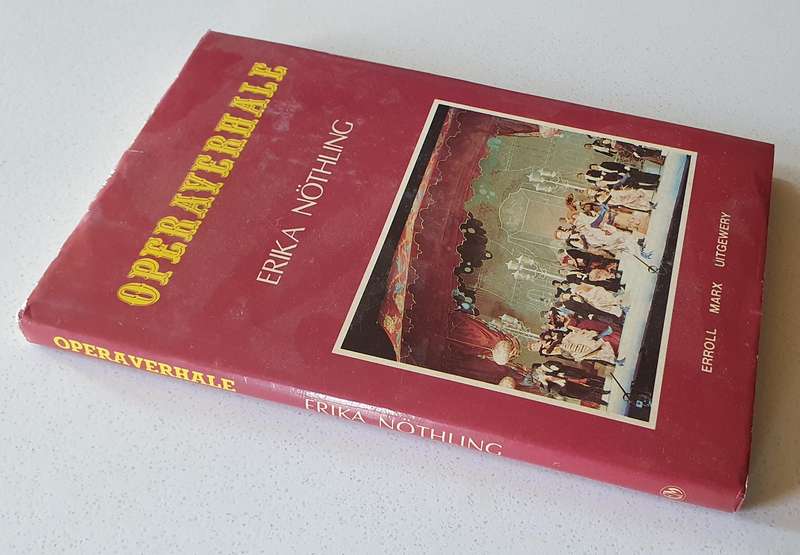 OPERAVERHALE
ERIKA NÖTHLING
ERROLL MARX UITGEWERY
OPERAVERHALE
ERIKA NÖTHLING